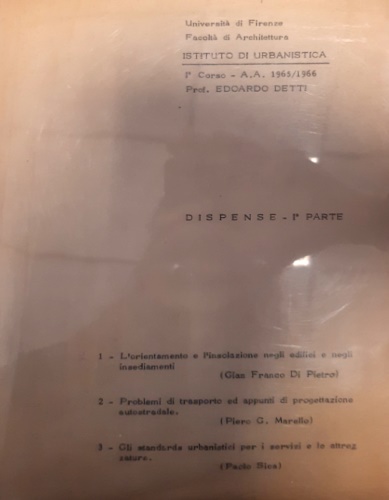 Università di Firenze
Facoltà di Architettura
ISTITUTO DI URBANISTICA
I° Corso - A.A. 1965/1966
Prof. EDOARDO DETTI
DISPENSE - I° PARTE
1 - L'orientamento e l'insolazione negli edifici e negli
insediamenti
(Gian Franco Di Pietro)
2 - Problemi di trasporto ed appunti di progettazione
autostradale.
(Piero G. Marello)
3 - Gli standards urbanistici per i servizi e le attrez
zature.
(Paolo Sica)